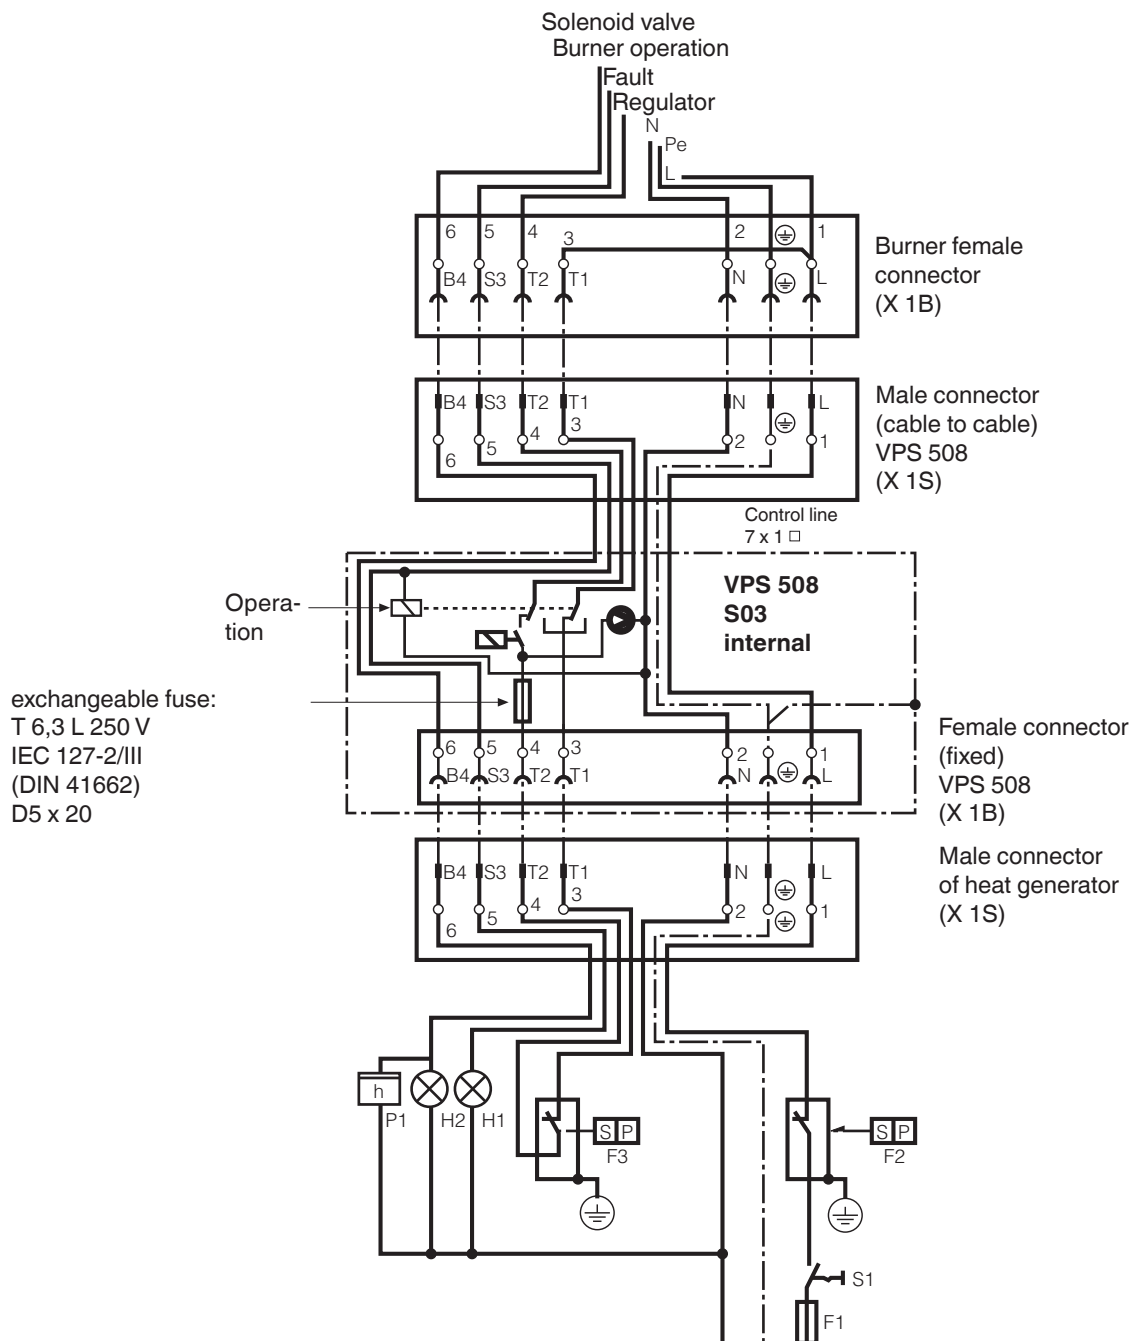 Solenoid valve
Burner operation
Fault
Regulator
N
Pe
L
6 5 4 3 2 1
B4 S3 T2 T1 N L
Burner female
connector
(X 1B)
B4 S3 T2 T1 N L
6 5 4 3 2 1
Male connector
(cable to cable)
VPS 508
(X 1S)
Control line
7 x 1 □
VPS 508
S03
internal
Opera-
tion
exchangeable fuse:
T 6,3 L 250 V
IEC 127-2/III
(DIN 41662)
D5 x 20
6 5 4 3 2 1
B4 S3 T2 T1 N L
Female connector
(fixed)
VPS 508
(X 1B)
B4 S3 T2 T1 N L
6 5 4 3 2 1
Male connector
of heat generator
(X 1S)
h
P1 H2 H1
S P
F3
S P
F2
S1
F1